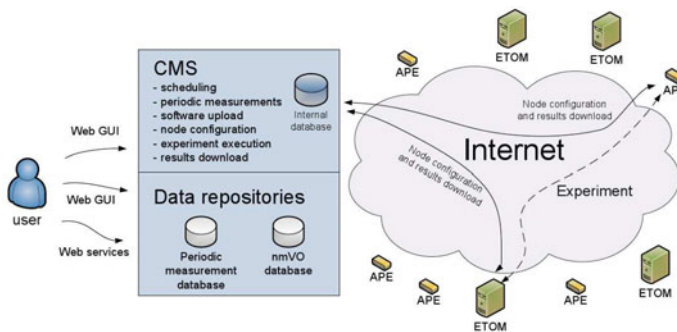 CMS
- scheduling
- periodic measurements
- software upload
- node configuration
- experiment execution
- results download
Internal
database
Web GUI
user
Web GUI
Web services
Data repositories
Periodic
measurement
database
nmVO
database
ETOM
ETOM
APE
APE
Node configuration
and results download
Internet
Node configuration
and results download
Experiment
APE
APE
ETOM
APE
ETOM